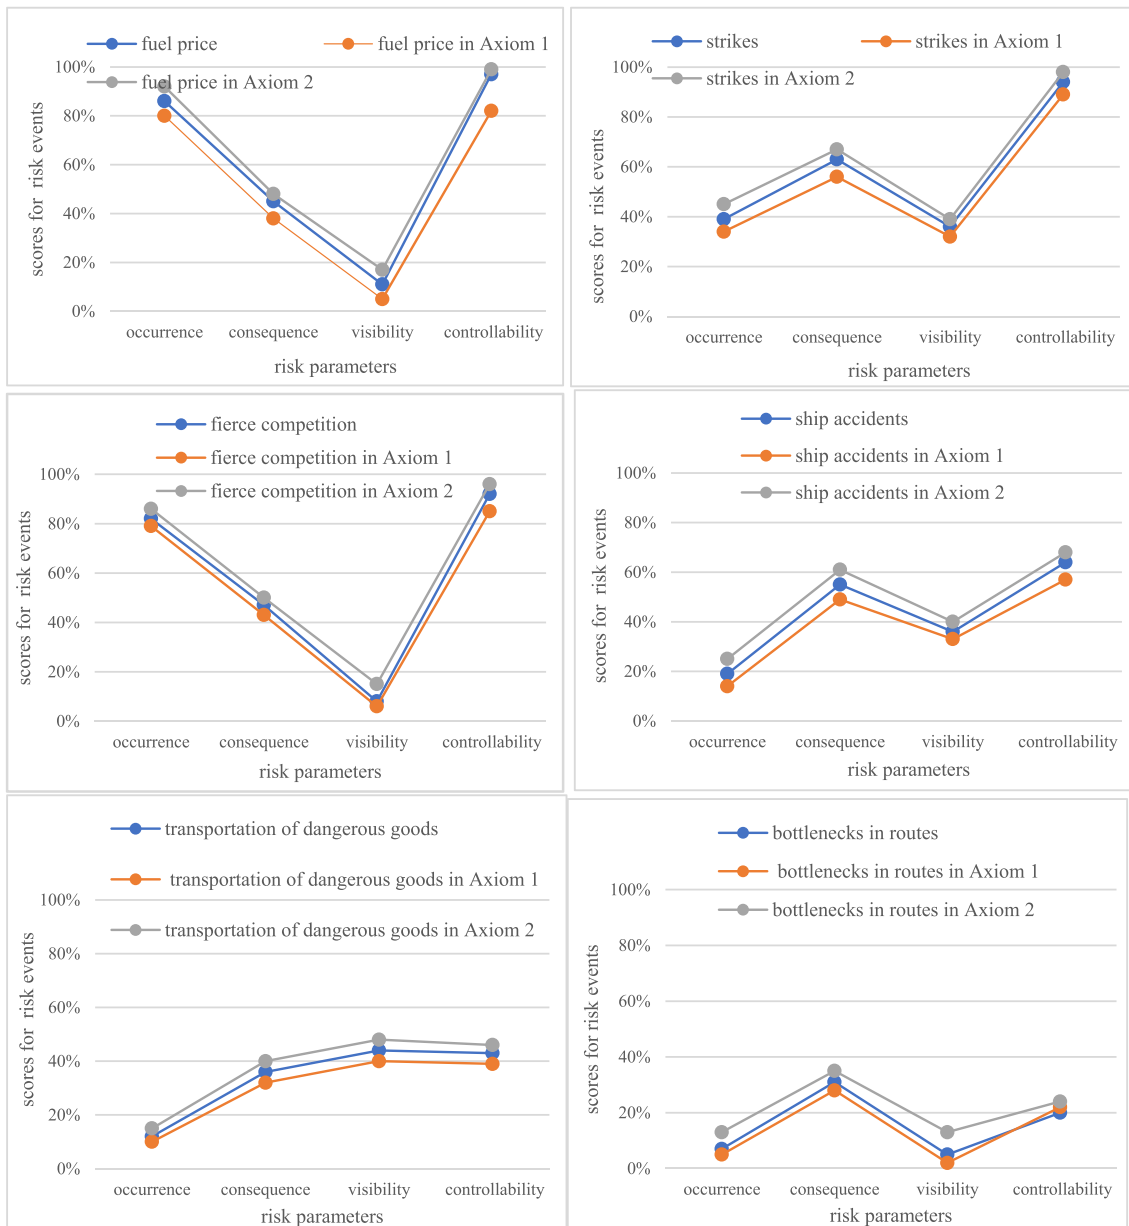 fuel price
fuel price in Axiom 1
fuel price in Axiom 2
100%
80%
60%
40%
20%
0%
scores for risk events
occurrence consequence visibility controllability
risk parameters
strikes
strikes in Axiom 1
strikes in Axiom 2
100%
80%
60%
40%
20%
0%
scores for risk events
occurrence consequence visibility controllability
risk parameters
fierce competition
fierce competition in Axiom 1
fierce competition in Axiom 2
100%
80%
60%
40%
20%
0%
scores for risk events
occurrence consequence visibility controllability
risk parameters
ship accidents
ship accidents in Axiom 1
ship accidents in Axiom 2
100%
80%
60%
40%
20%
0%
scores for risk events
occurrence consequence visibility controllability
risk parameters
transportation of dangerous goods
transportation of dangerous goods in Axiom 1
transportation of dangerous goods in Axiom 2
100%
80%
60%
40%
20%
0%
scores for risk events
occurrence consequence visibility controllability
risk parameters
bottlenecks in routes
bottlenecks in routes in Axiom 1
bottlenecks in routes in Axiom 2
100%
80%
60%
40%
20%
0%
scores for risk events
occurrence consequence visibility controllability
risk parameters